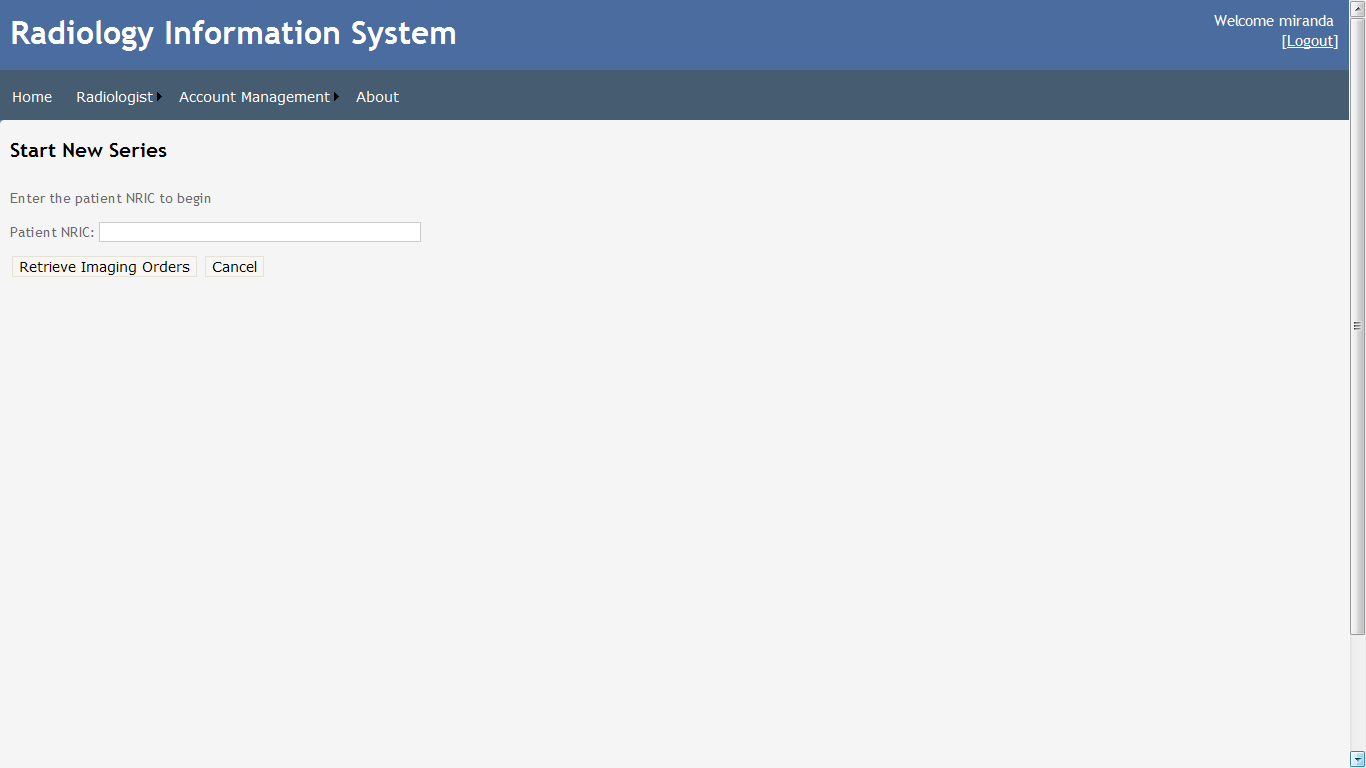 Radiology Information System
Welcome miranda
[Logout]
Home Radiologist Account Management About
Start New Series
Enter the patient NRIC to begin
Patient NRIC:
Retrieve Imaging Orders Cancel